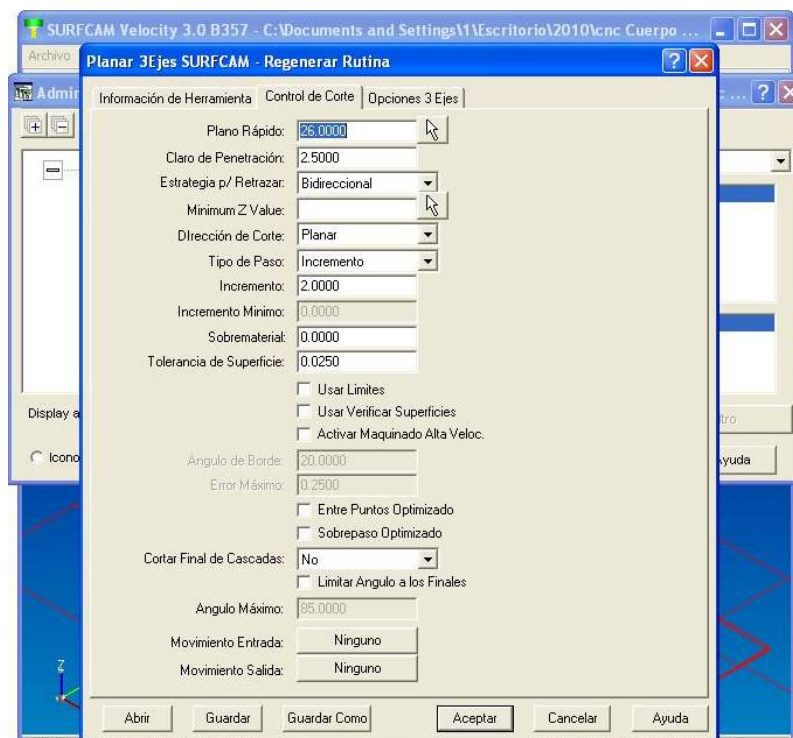 SURFCAM Velocity 3.0 B357 - C:\Documents and Settings\1\Escritorio\2010\cnc Cuerpo ...
Archivo
Planar 3Ejes SURFCAM - Regenerar Rutina
Información de Herramienta Control de Corte Opciones 3 Ejes
Plano Rápido: 26.0000
Claro de Penetración: 2.5000
Estrategia p/ Retrazar: Bidireccional
Minimum Z Value:
DIrección de Corte: Planar
Tipo de Paso: Incremento
Incremento: 2.0000
Incremento Minimo: 0.0000
Sobrematerial: 0.0000
Tolerancia de Superficie: 0.0250
Usar Limites
Usar Verificar Superficies
Display a
Activar Maquinado Alta Veloc.
Icono
Angulo de Borde: 20.0000
yuda
Error Máximo: 0.2500
Entre Puntos Optimizado
Sobrepaso Optimizado
Cortar Final de Cascadas: No
Limitar Angulo a los Finales
Angulo Máximo: 85.0000
Movimiento Entrada: Ninguno
Movimiento Salida: Ninguno
Z
Abrir Guardar Guardar Como Aceptar Cancelar Ayuda